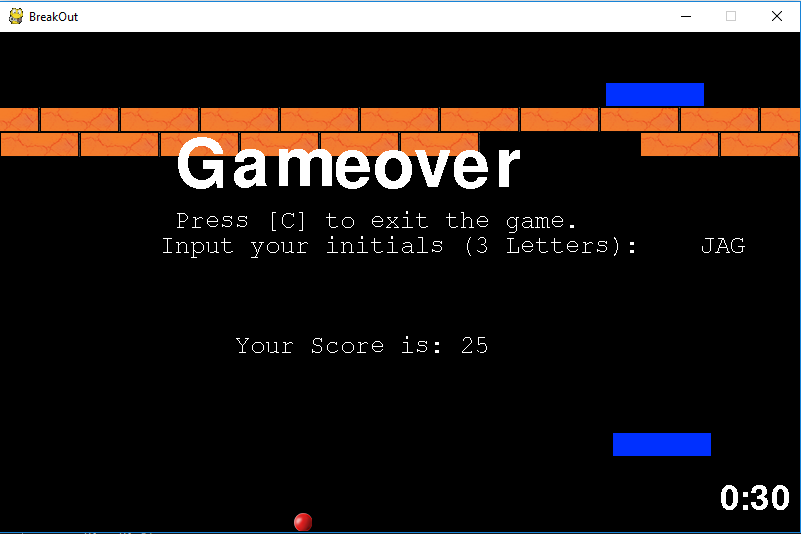 BreakOut
Gameover
Press [C] to exit the game.
Input your initials (3 Letters): JAG
Your Score is: 25
0:30